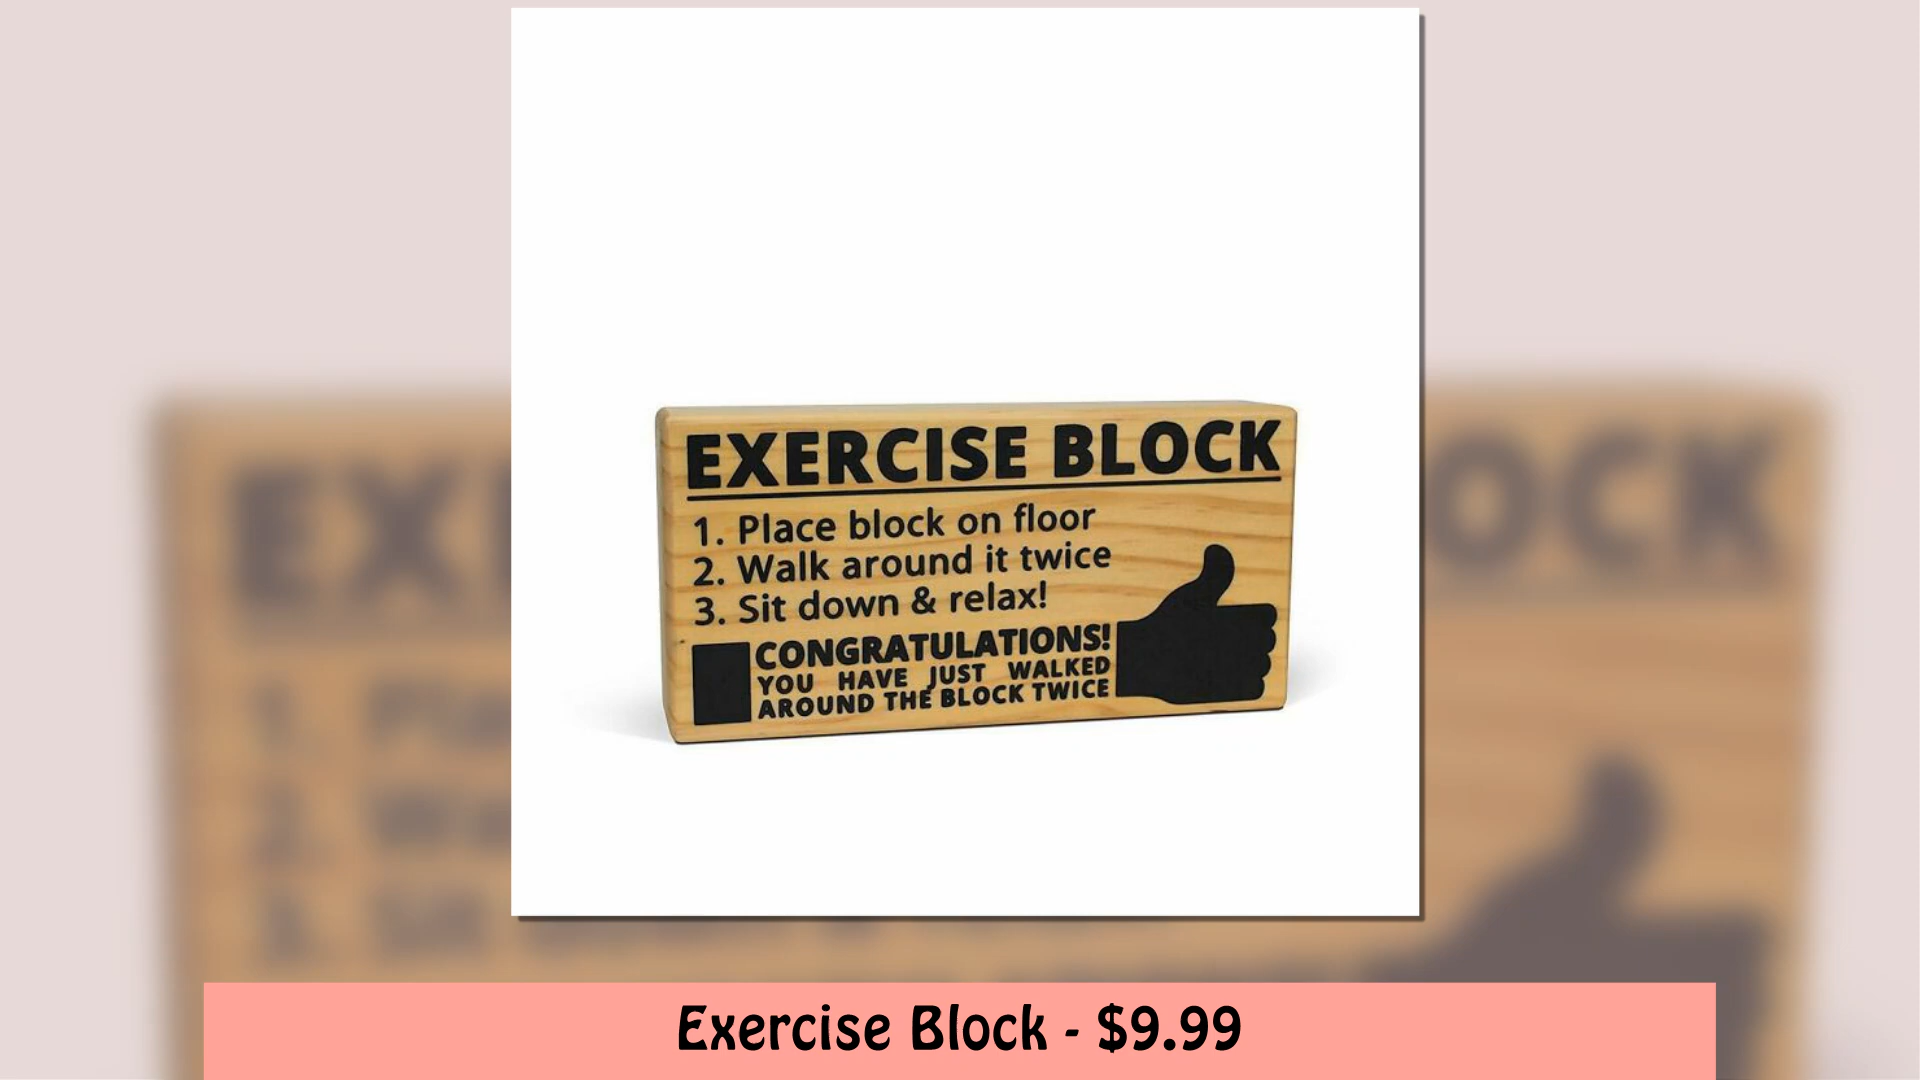 EXERCISE BLOCK
1. Place block on floor
2. Walk around it twice
3. Sit down & relax!
CONGRATULATIONS!
YOU HAVE JUST WALKED
AROUND THE BLOCK TWICE
Exercise Block - $9.99